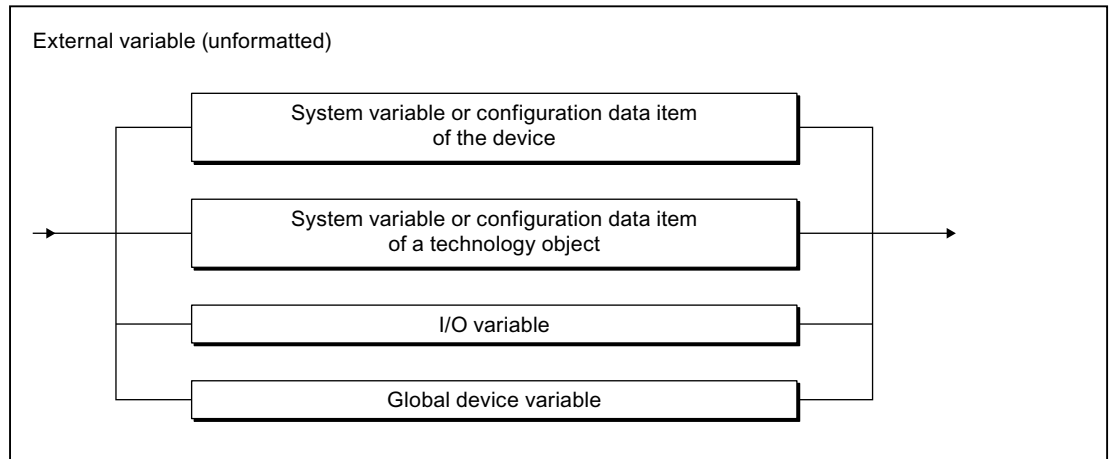 External variable (unformatted)
System variable or configuration data item
of the device
System variable or configuration data item
of a technology object
I/O variable
Global device variable